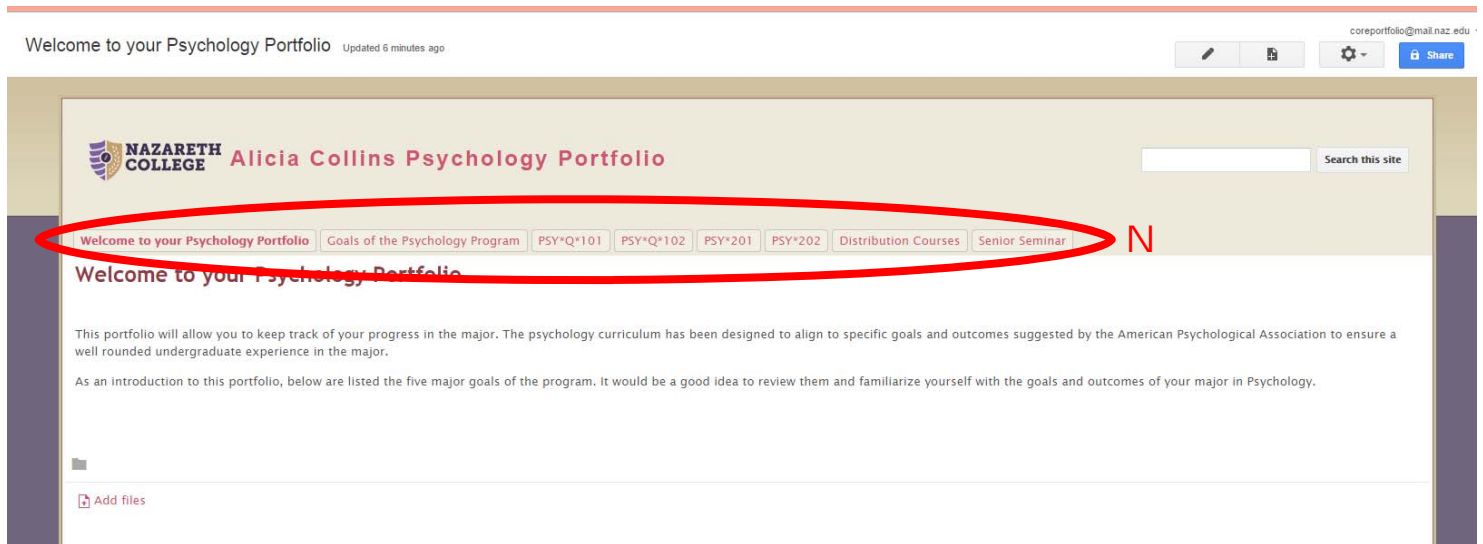 coreportfolio@mail.naz.edu
Welcome to your Psychology Portfolio Updated 6 minutes ago
Share
NAZARETH
COLLEGE
Alicia Collins Psychology Portfolio
Search this site
Welcome to your Psychology Portfolio Goals of the Psychology Program PSY*Q*101 PSY*Q*102 PSY*201 PSY*202 Distribution Courses Senior Seminar N
Welcome to your Psychology Portfolio
This portfolio will allow you to keep track of your progress in the major. The psychology curriculum has been designed to align to specific goals and outcomes suggested by the American Psychological Association to ensure a
well rounded undergraduate experience in the major.
As an introduction to this portfolio, below are listed the five major goals of the program. It would be a good idea to review them and familiarize yourself with the goals and outcomes of your major in Psychology.
Add files